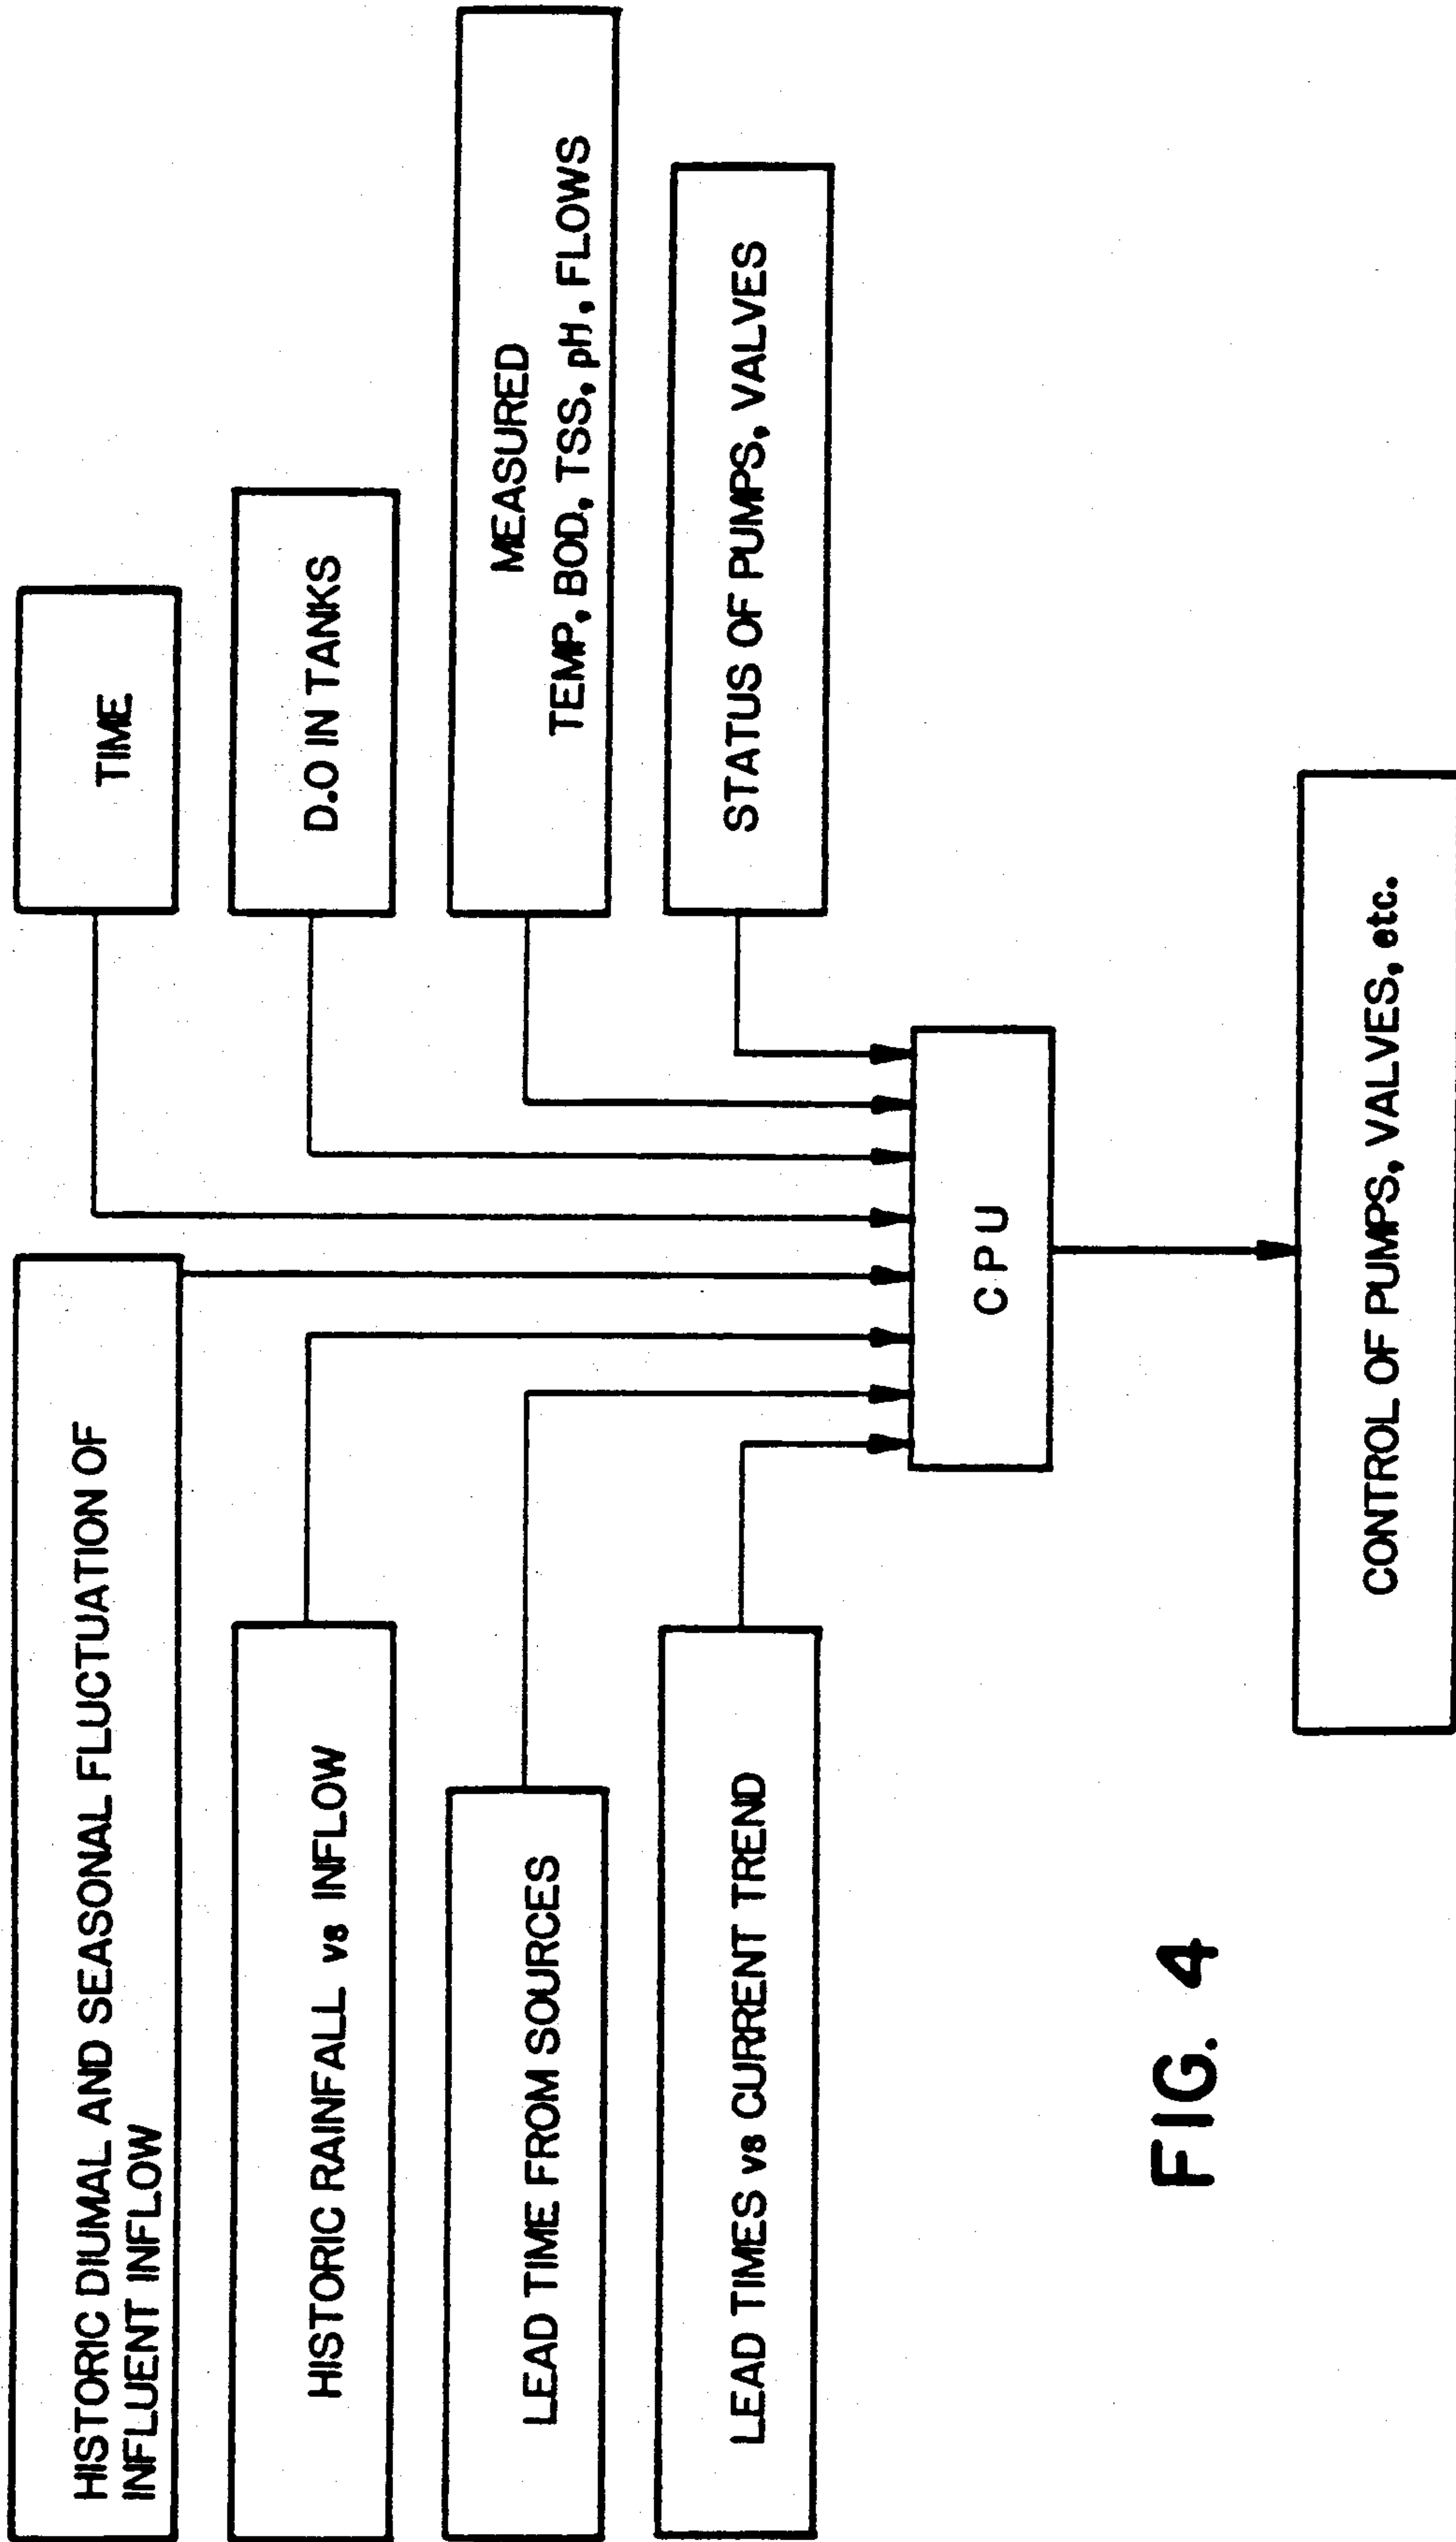 HISTORIC DIUMAL AND SEASONAL FLUCTUATION OF
INFLUENT INFLOW
HISTORIC RAINFALL vs INFLOW
LEAD TIME FROM SOURCES
LEAD TIMES vs CURRENT TREND
TIME
D.O IN TANKS
MEASURED
TEMP, BOD, TSS, pH, FLOWS
STATUS OF PUMPS, VALVES
C P U
CONTROL OF PUMPS, VALVES, etc.
FIG. 4